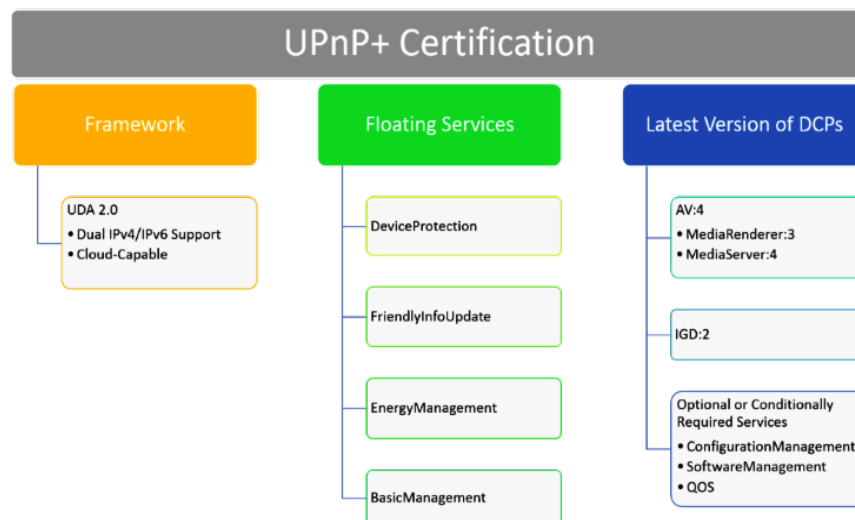 UPnP+ Certification
Framework
UDA 2.0
• Dual IPv4/IPv6 Support
• Cloud-Capable
Floating Services
DeviceProtection
FriendlyInfoUpdate
EnergyManagement
BasicManagement
Latest Version of DCPs
AV:4
• MediaRenderer:3
• MediaServer:4
IGD:2
Optional or Conditionally
Required Services
• ConfigurationManagement
• SoftwareManagement
• QOS